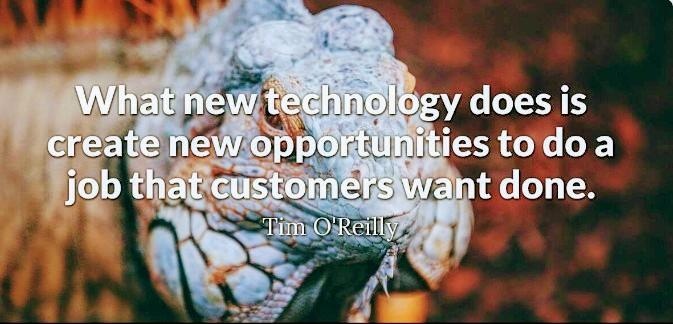 What new technology does is
create new opportunities to do a
job that customers want done.
Tim O'Reilly